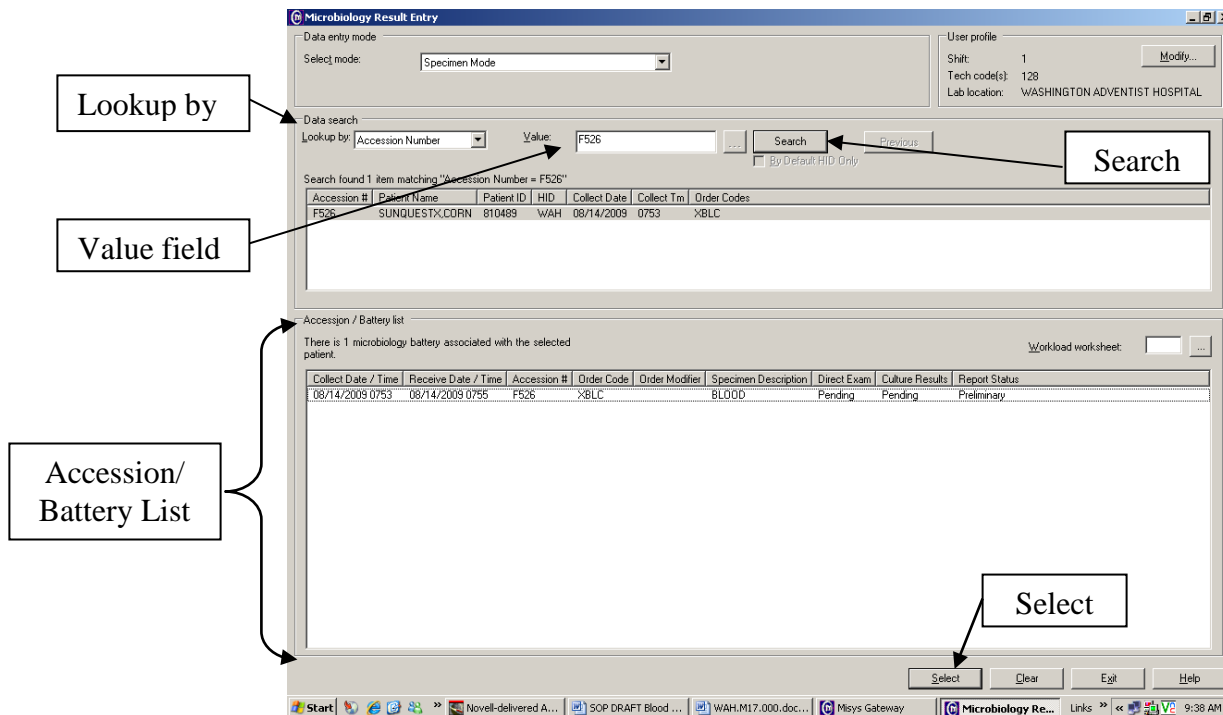 Microbiology Result Entry
Data entry mode
Select mode: Specimen Mode
User profile
Shift: 1 Modify...
Tech code(s): 128
Lab location: WASHINGTON ADVENTIST HOSPITAL
Lookup by
Data search
Lookup by: Accession Number Value: F526 ... Search Previous
By Default HID Only
Search
Search found 1 item matching "Accession Number = F526"
Accession # Patient Name Patient ID HID Collect Date Collect Tm Order Codes
F526 SUNQUESTX,CORN 810489 WAH 08/14/2009 0753 XBLC
Value field
Accession / Battery list
There is 1 microbiology battery associated with the selected
patient.
Workload worksheet: ...
Collect Date / Time Receive Date / Time Accession # Order Code Order Modifier Specimen Description Direct Exam Culture Results Report Status
08/14/2009 0753 08/14/2009 0755 F526 XBLC BLOOD Pending Pending Preliminary
Accession/
Battery List
Select
Select Clear Exit Help
Start » Novell-delivered A... SOP DRAFT Blood ... WAH.M17.000.doc... Misys Gateway Microbiology Re... Links » « 9:38 AM